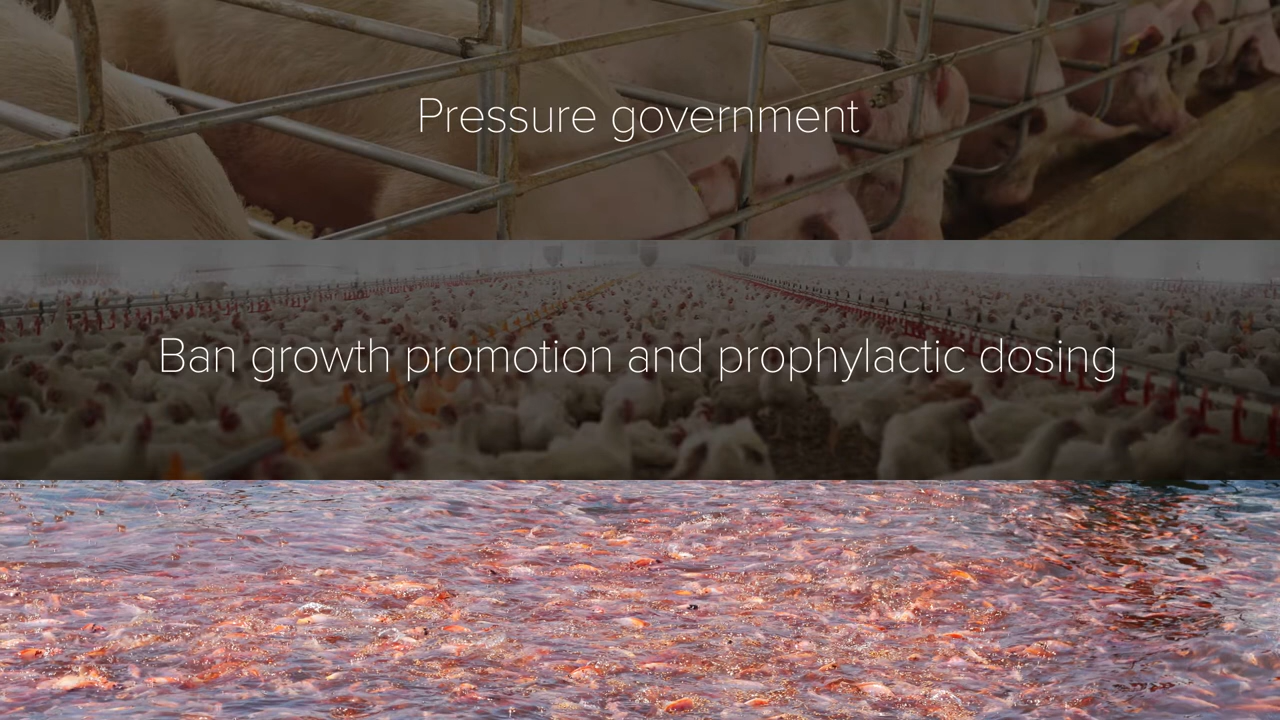 Pressure government
Ban growth promotion and prophylactic dosing